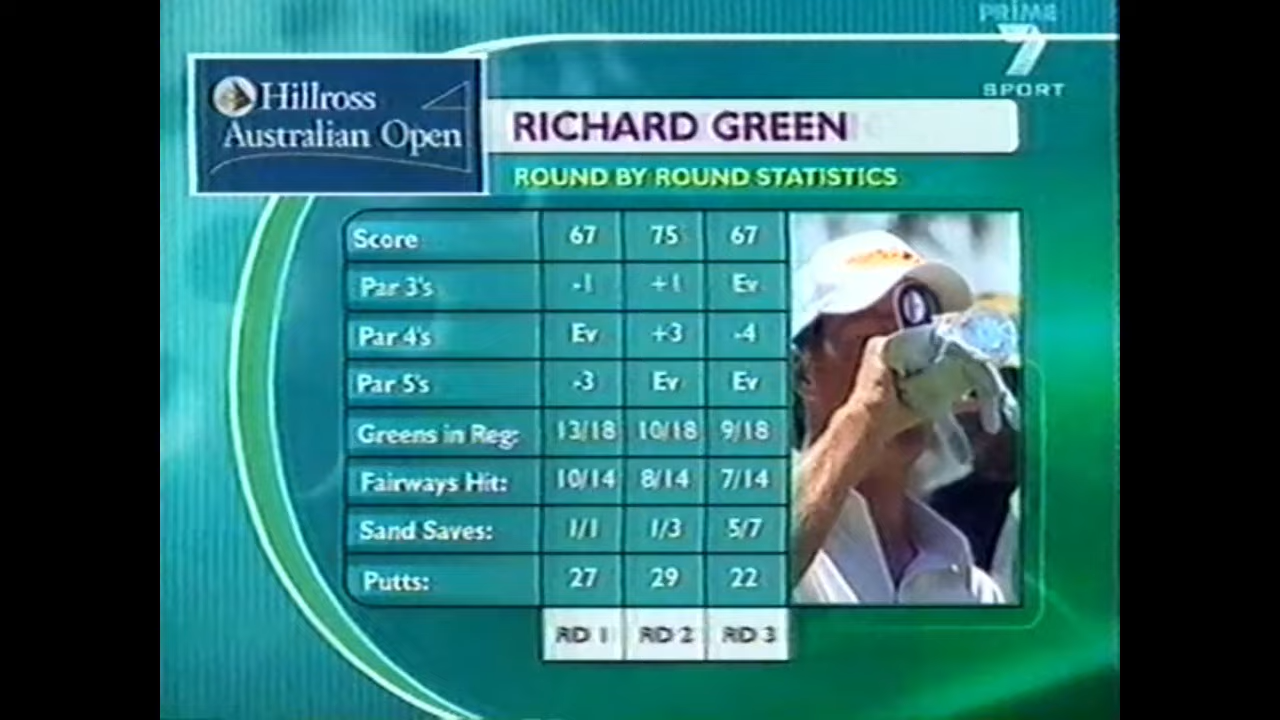 PRIME
7
SPORT
Hillross
Australian Open
RICHARD GREEN
ROUND BY ROUND STATISTICS
Score 67 75 67
Par 3's -1 +1 Ev
Par 4's Ev +3 -4
Par 5's -3 Ev Ev
Greens in Reg: 13/18 10/18 9/18
Fairways Hit: 10/14 8/14 7/14
Sand Saves: 1/1 1/3 5/7
Putts: 27 29 22
RD 1 RD 2 RD 3